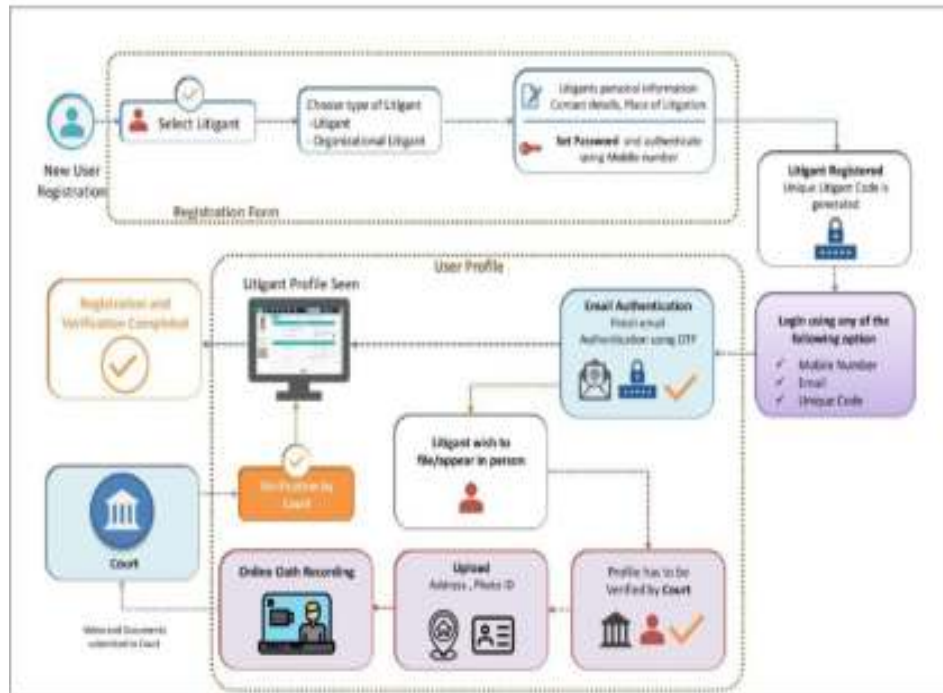 New User
Registration
Select Litigant
Choose type of Litigant
-Litigant
- Organizational Litigant
Litigants personal information
Contact details, Place of Litigation
Set Password and authenticate
using Mobile number
Registration Form
Litigant Registered
Unique Litigant Code is
generated
Login using any of the
following option
✓ Mobile Number
✓ Email
✓ Unique Code
User Profile
Email Authentication
Fresh email
Authentication using OTP
Litigant Profile Seen
Registration and
Verification Completed
Litigant wish to
file/appear in person
Profile has to be
Verified by Court
Upload
Address , Photo ID
Online Oath Recording
Documents
submitted to Court
Court
Verification by
Court